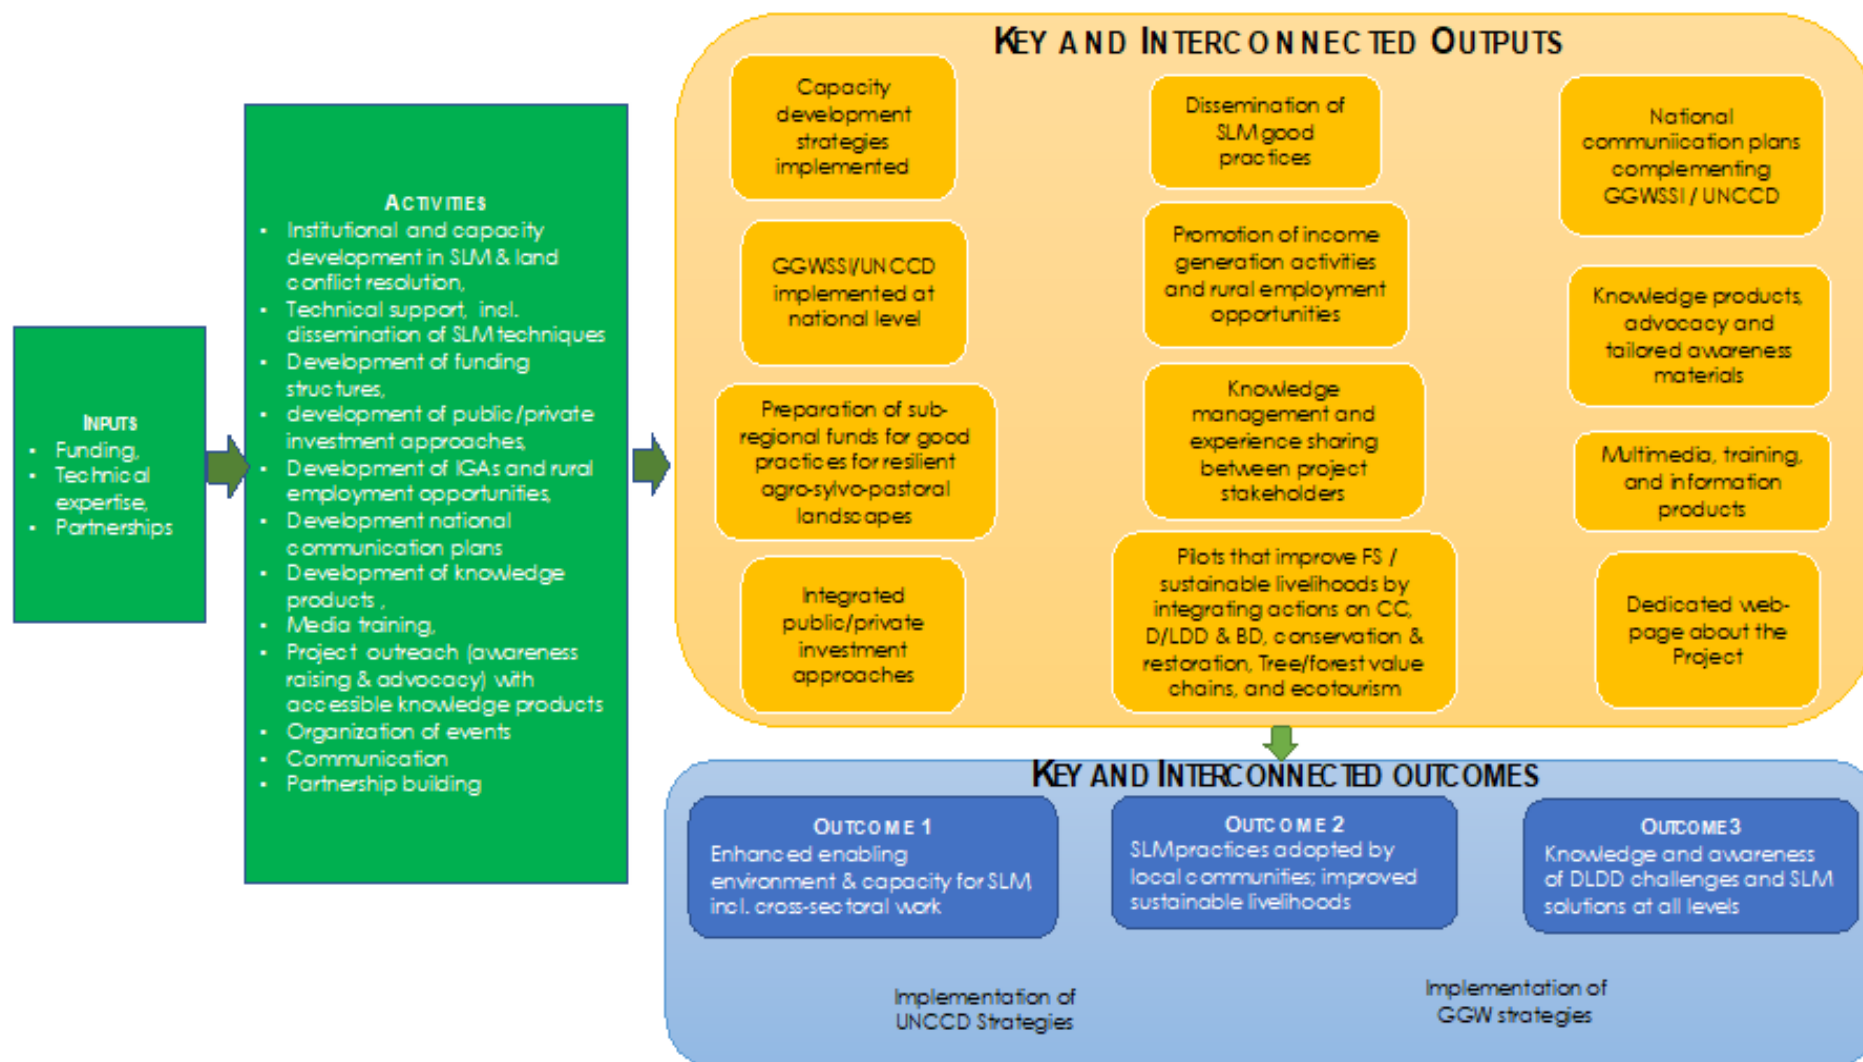 INPUTS
• Funding,
• Technical
expertise,
• Partnerships
ACTIVITIES
• Institutional and capacity
development in SLM & land
conflict resolution,
• Technical support, incl.
dissemination of SLM techniques
• Development of funding
structures,
• development of public/private
investment approaches,
• Development of IGAs and rural
employment opportunities,
• Development national
communication plans
• Development of knowledge
products ,
• Media training,
• Project outreach (awareness
raising & advocacy) with
accessible knowledge products
• Organization of events
• Communication
• Partnership building
KEY AND INTERCONNECTED OUTPUTS
Capacity
development
strategies
implemented
GGWSSI/UNCCD
implemented at
national level
Preparation of sub-
regional funds for good
practices for resilient
agro-sylvo-pastoral
landscapes
Integrated
public/private
investment
approaches
Dissemination of
SLM good
practices
Promotion of income
generation activities
and rural employment
opportunities
Knowledge
management and
experience sharing
between project
stakeholders
Pilots that improve FS /
sustainable livelihoods by
integrating actions on CC,
D/LDD & BD, conservation &
restoration, Tree/forest value
chains, and ecotourism
National
communiication plans
complementing
GGWSSI / UNCCD
Knowledge products,
advocacy and
tailored awareness
materials
Multimedia, training,
and information
products
Dedicated web-
page about the
Project
KEY AND INTERCONNECTED OUTCOMES
OUTCOME 1
Enhanced enabling
environment & capacity for SLM,
incl. cross-sectoral work
OUTCOME 2
SLM practices adopted by
local communities; improved
sustainable livelihoods
OUTCOME 3
Knowledge and awareness
of DLDD challenges and SLM
solutions at all levels
Implementation of
UNCCD Strategies
Implementation of
GGW strategies